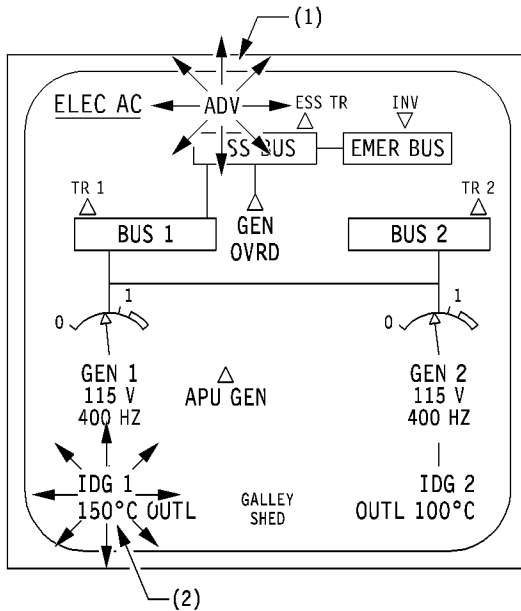 (1)
ELEC AC
ADV
ESS TR
INV
SS BUS
EMER BUS
TR 1
TR 2
GEN
OVRD
BUS 1
BUS 2
0
1
0
1
GEN 1
115 V
400 HZ
APU GEN
GEN 2
115 V
400 HZ
IDG 1
150°C OUTL
GALLEY
SHED
IDG 2
OUTL 100°C
(2)